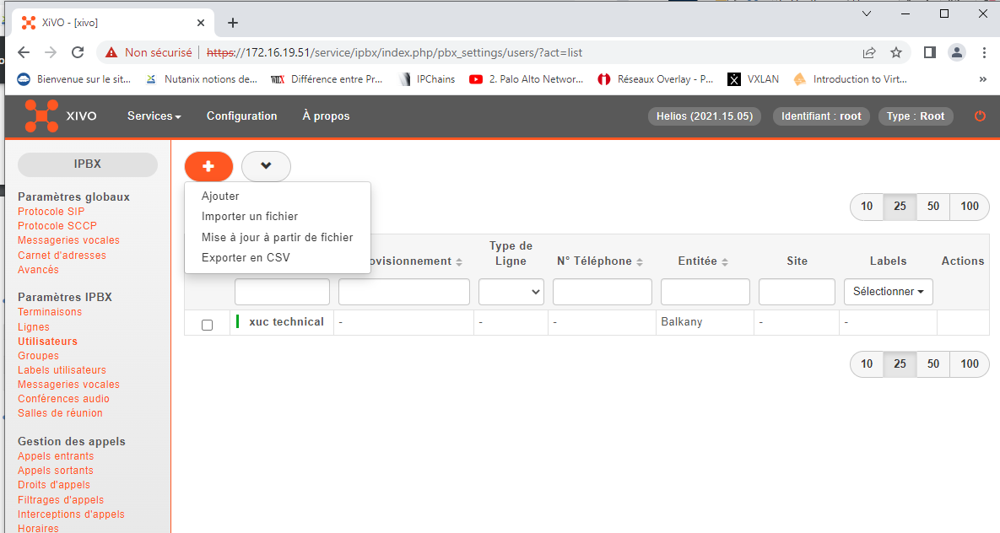 XiVO - [xivo]
Non sécurisé https://172.16.19.51/service/ipbx/index.php/pbx_settings/users/?act=list
Bienvenue sur le sit... Nutanix notions de... Différence entre Pr... IPChains 2. Palo Alto Networ... Réseaux Overlay - P... VXLAN Introduction to Virt... »
XIVO Services Configuration À propos Helios (2021.15.05) Identifiant : root Type : Root
IPBX
Paramètres globaux
Protocole SIP
Protocole SCCP
Messageries vocales
Carnet d'adresses
Avancés
Paramètres IPBX
Terminaisons
Lignes
Utilisateurs
Groupes
Labels utilisateurs
Messageries vocales
Conférences audio
Salles de réunion
Gestion des appels
Appels entrants
Appels sortants
Droits d'appels
Filtrages d'appels
Interceptions d'appels
Horaires
Ajouter
Importer un fichier
Mise à jour à partir de fichier
Exporter en CSV
10 25 50 100
ovisionnement Type de Ligne N° Téléphone Entitée Site Labels Actions
Sélectionner
xuc technical - - - Balkany - -
10 25 50 100